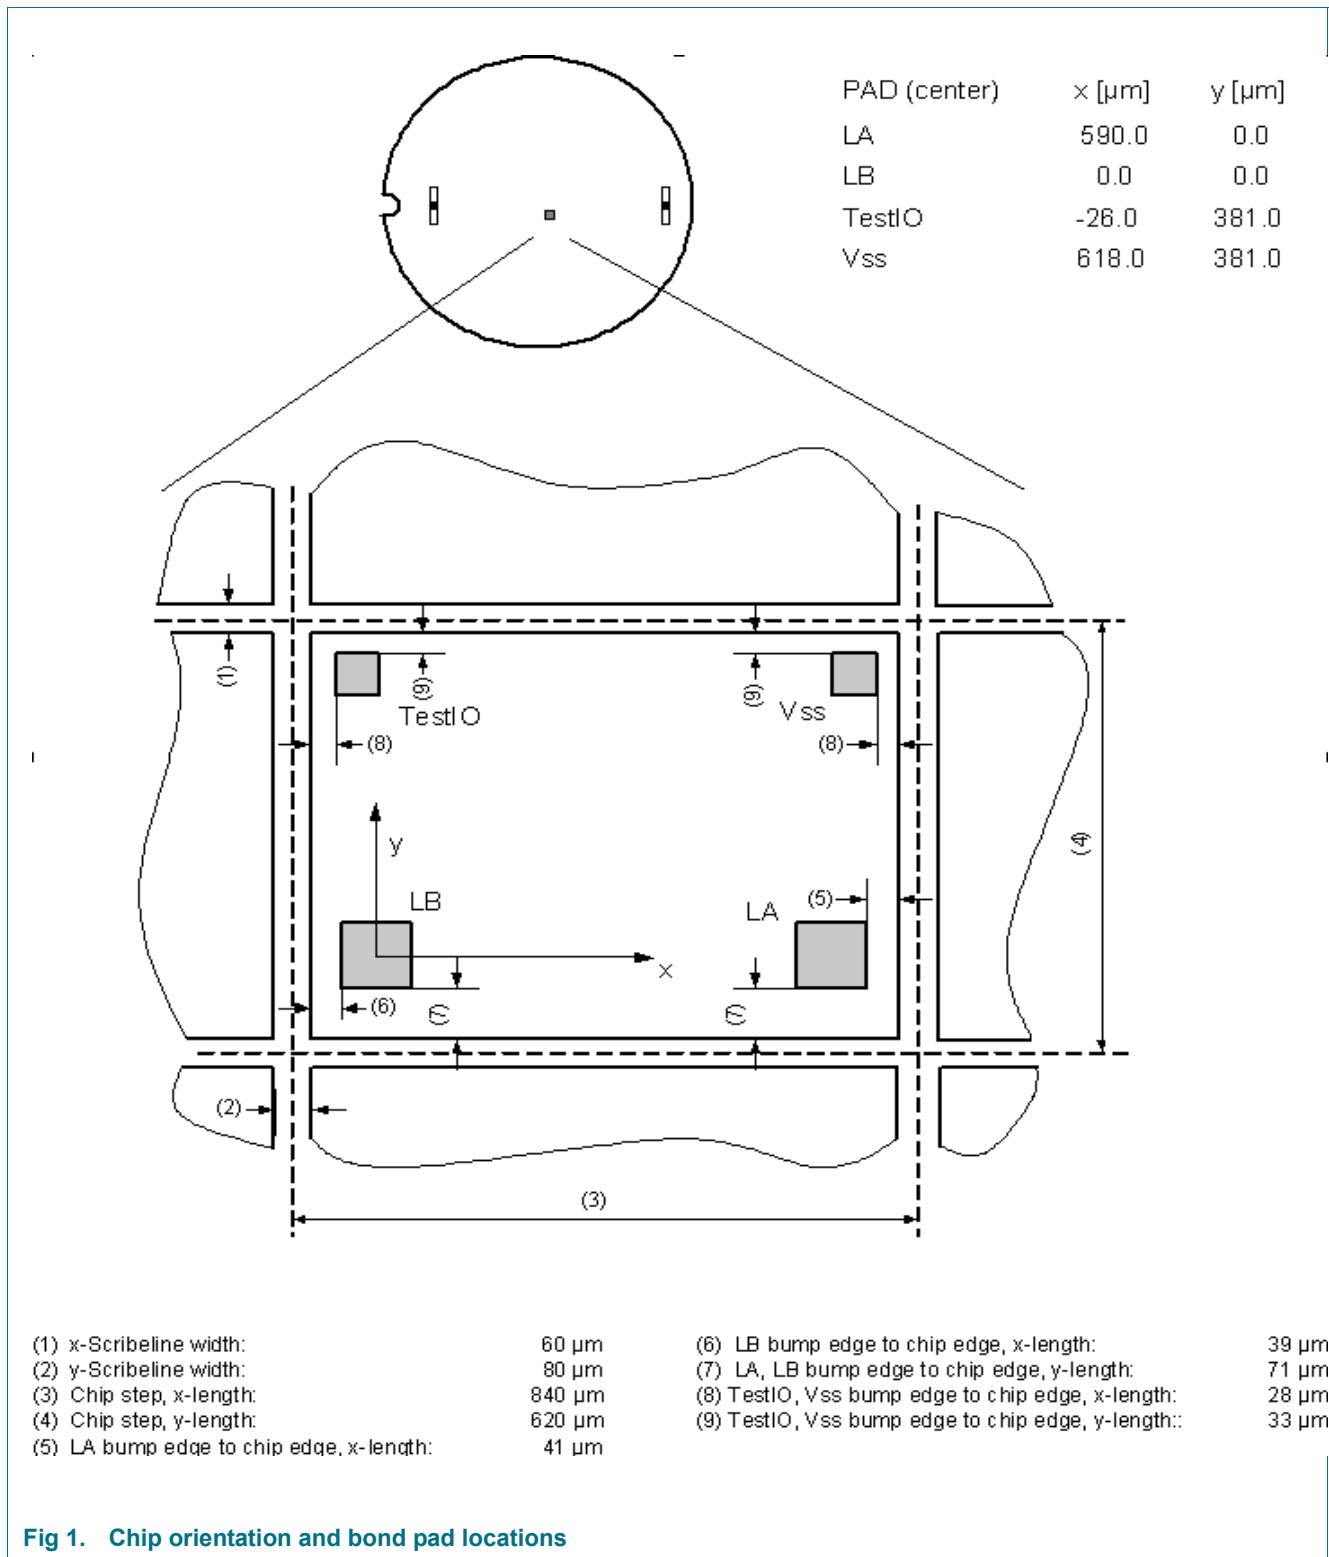 PAD (center) x [µm] y [µm]
LA 590.0 0.0
LB 0.0 0.0
TestIO -26.0 381.0
Vss 618.0 381.0
(1)
(9)
TestIO
(9)
Vss
(8)
(8)
y
(4)
LB
(5)
LA
x
(6)
(7)
(7)
(2)
(3)
(1) x-Scribeline width: 60 µm
(2) y-Scribeline width: 80 µm
(3) Chip step, x-length: 840 µm
(4) Chip step, y-length: 620 µm
(5) LA bump edge to chip edge, x-length: 41 µm
(6) LB bump edge to chip edge, x-length: 39 µm
(7) LA, LB bump edge to chip edge, y-length: 71 µm
(8) TestIO, Vss bump edge to chip edge, x-length: 28 µm
(9) TestIO, Vss bump edge to chip edge, y-length:: 33 µm
Fig 1. Chip orientation and bond pad locations